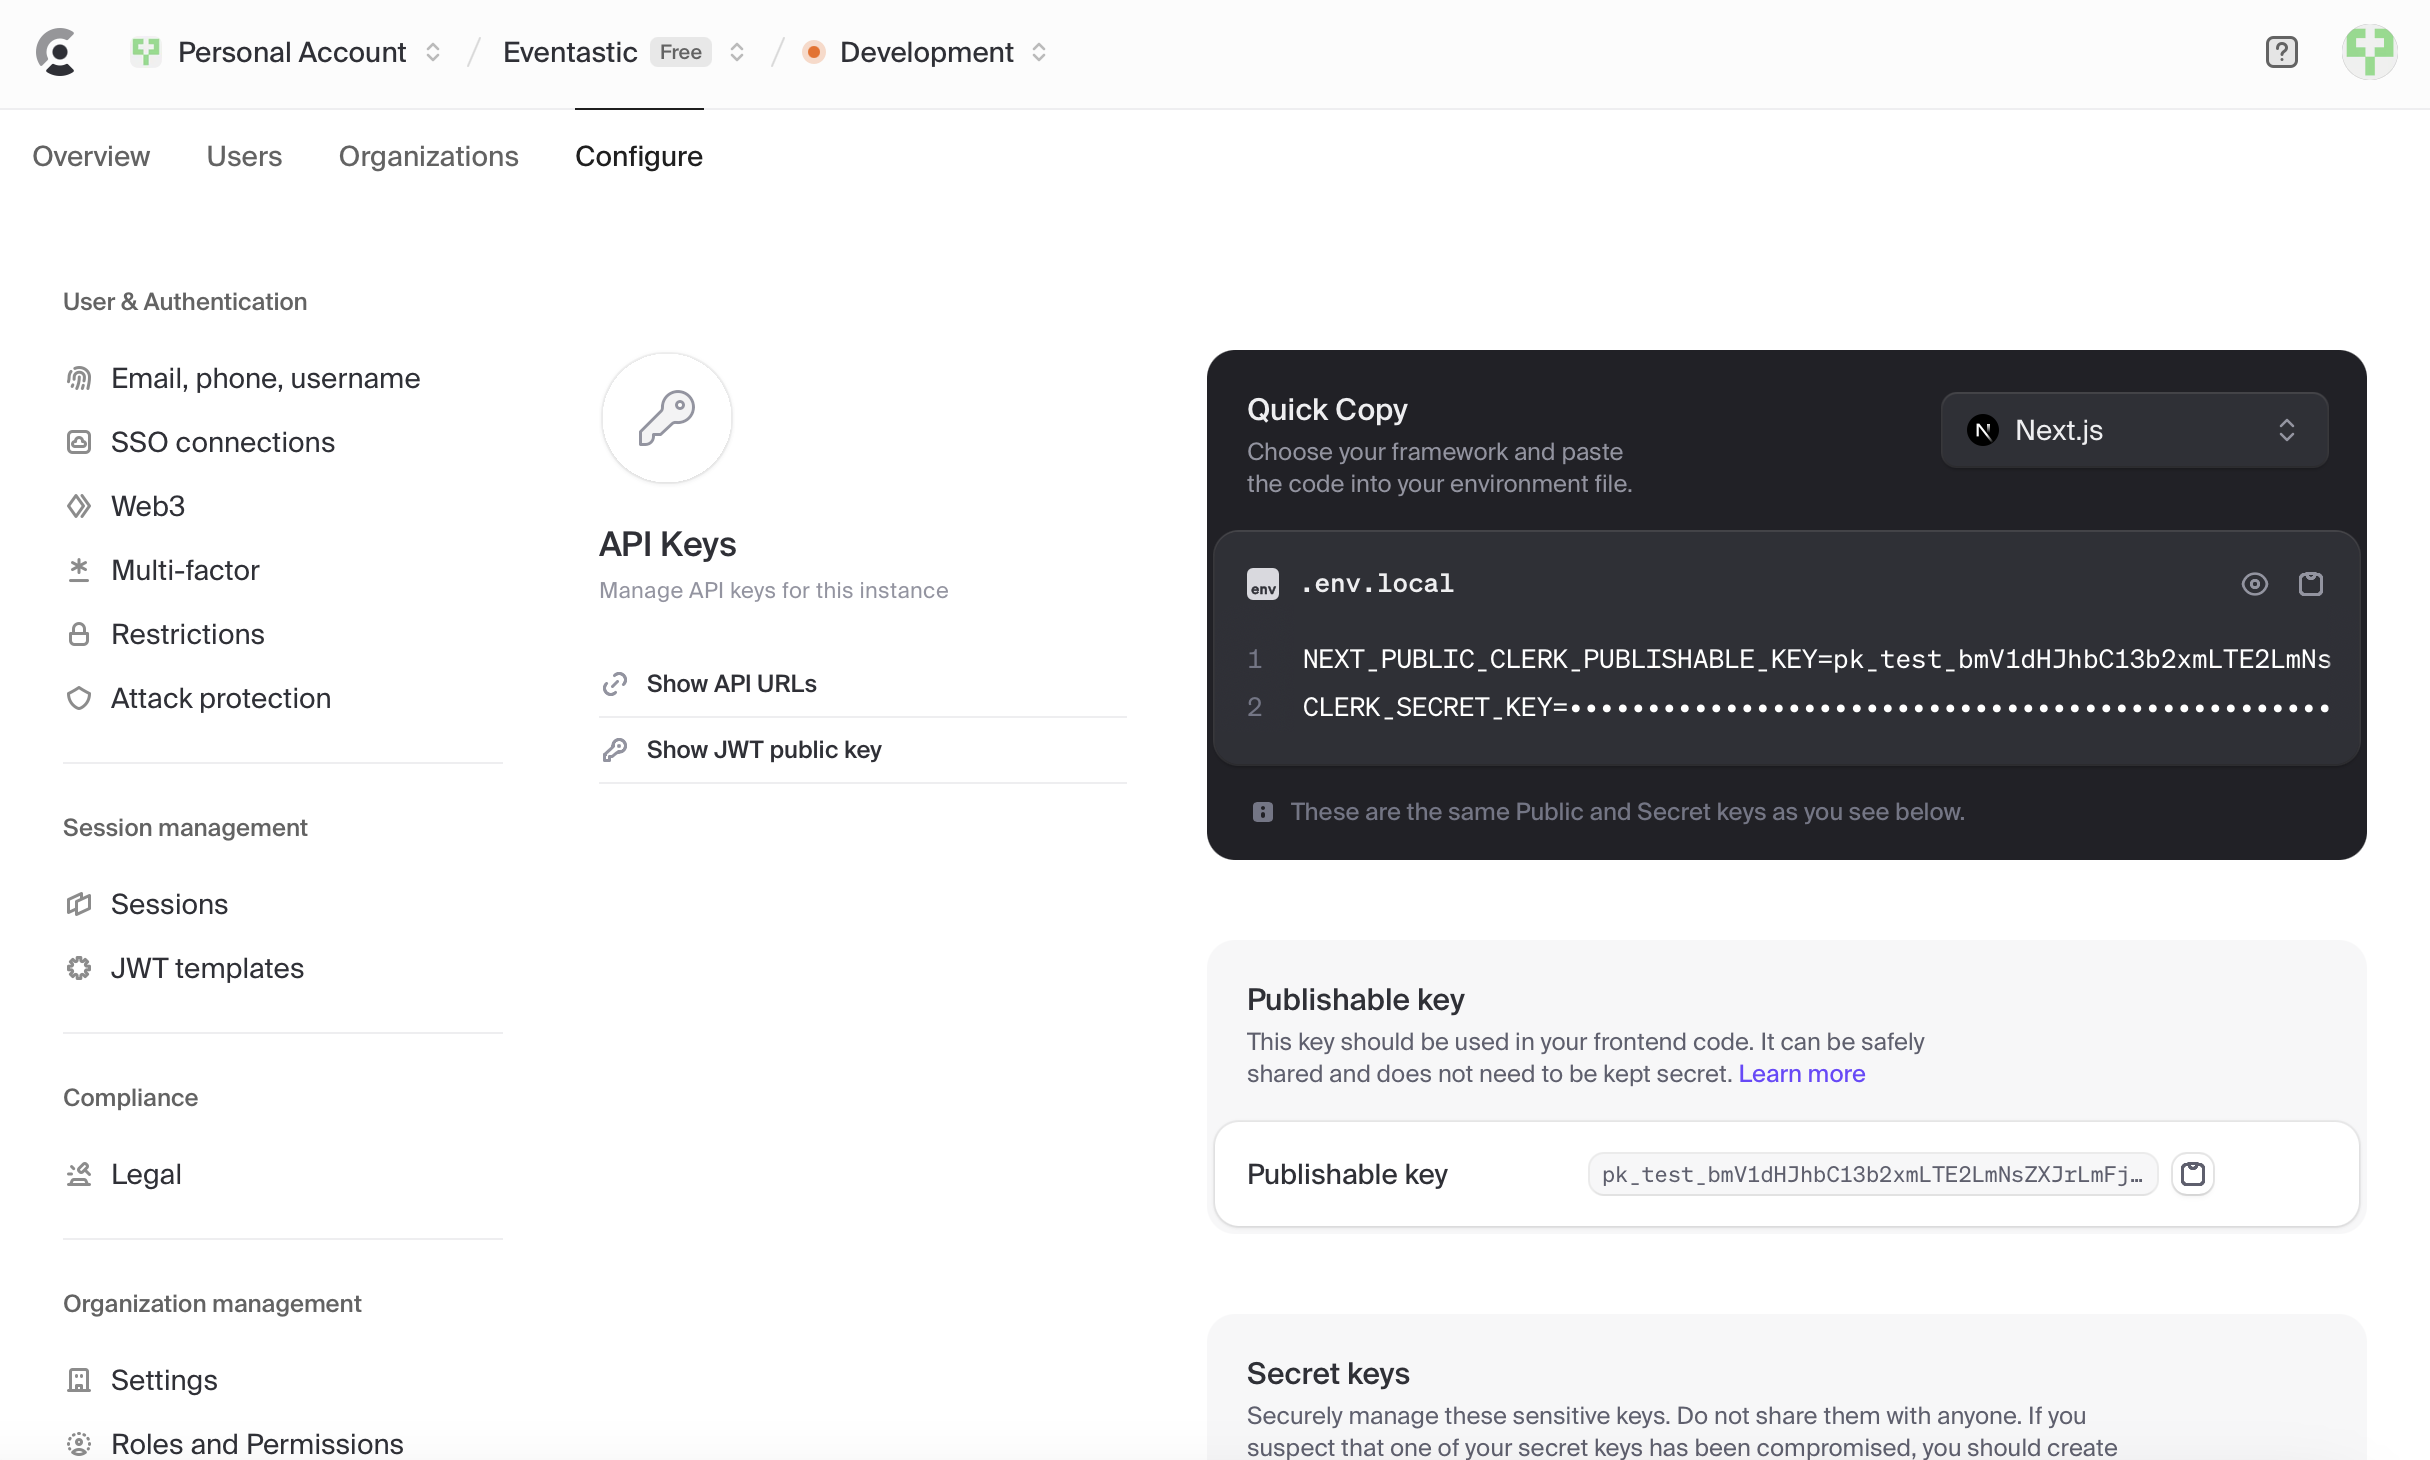 Personal Account / Eventastic Free / Development
Overview Users Organizations Configure
User & Authentication
Email, phone, username
SSO connections
Web3
Multi-factor
Restrictions
Attack protection
Session management
Sessions
JWT templates
Compliance
Legal
Organization management
Settings
Roles and Permissions
API Keys
Manage API keys for this instance
Show API URLs
Show JWT public key
Quick Copy
Choose your framework and paste
the code into your environment file.
N Next.js
env .env.local
1 NEXT_PUBLIC_CLERK_PUBLISHABLE_KEY=pk_test_bmV1dHJhbC13b2xmLTE2LmNs
2 CLERK_SECRET_KEY=•••••••••••••••••••••••••••••••••••••••••••••••••
These are the same Public and Secret keys as you see below.
Publishable key
This key should be used in your frontend code. It can be safely
shared and does not need to be kept secret. Learn more
Publishable key pk_test_bmV1dHJhbC13b2xmLTE2LmNsZXJrLmFj…
Secret keys
Securely manage these sensitive keys. Do not share them with anyone. If you
suspect that one of your secret keys has been compromised, you should create